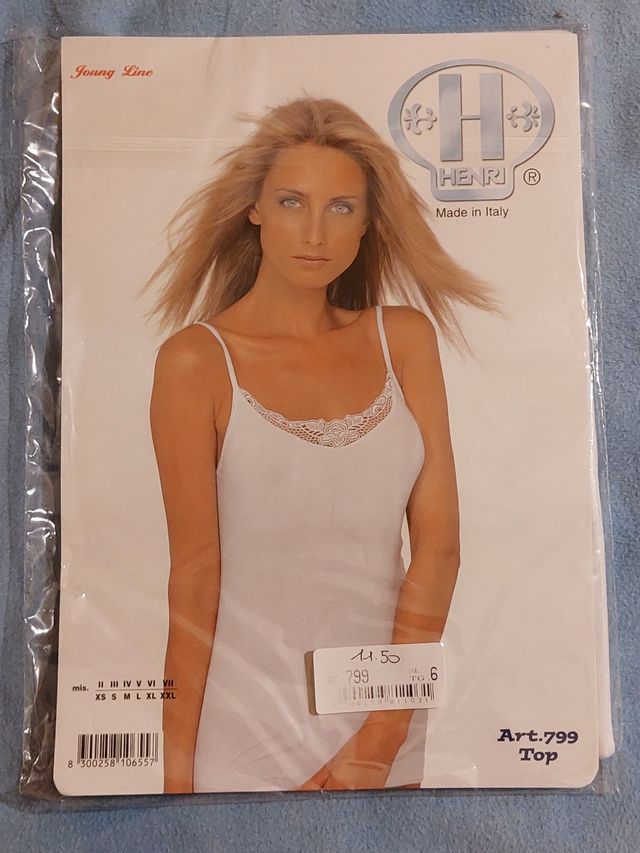 Joung Line
H
HENRI ®
Made in Italy
11.50
799
TG 6
mis. II III IV V VI VII
XS S M L XL XXL
8 300258 106557
Art.799
Top